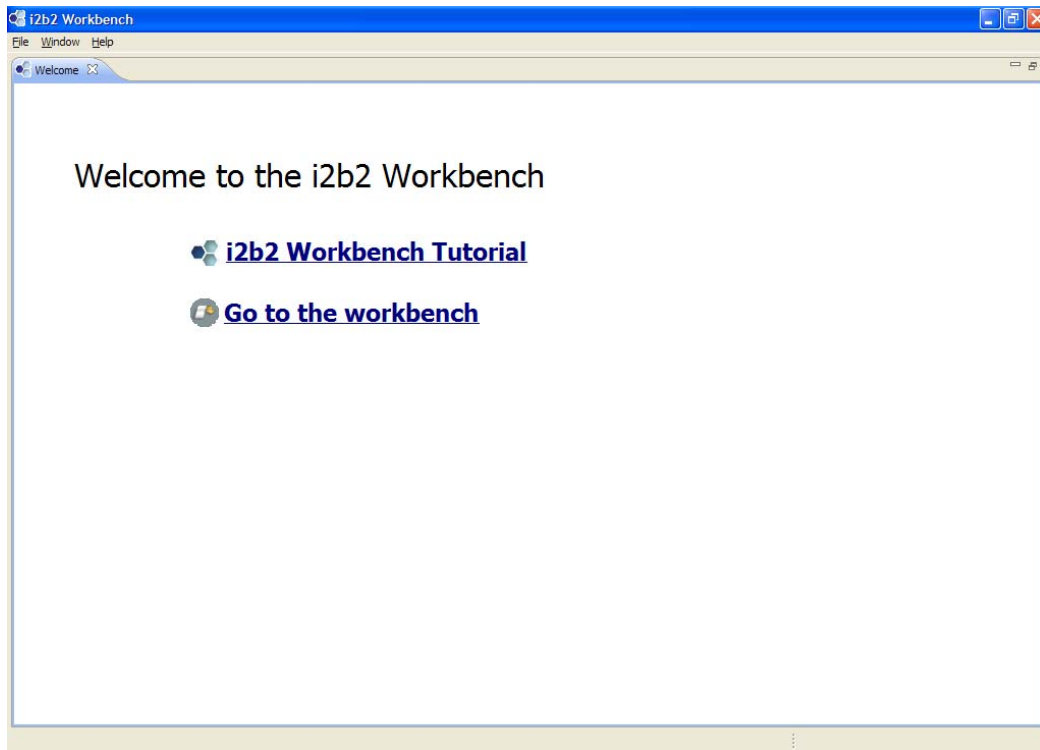 i2b2 Workbench
File Window Help
Welcome
Welcome to the i2b2 Workbench
i2b2 Workbench Tutorial
Go to the workbench